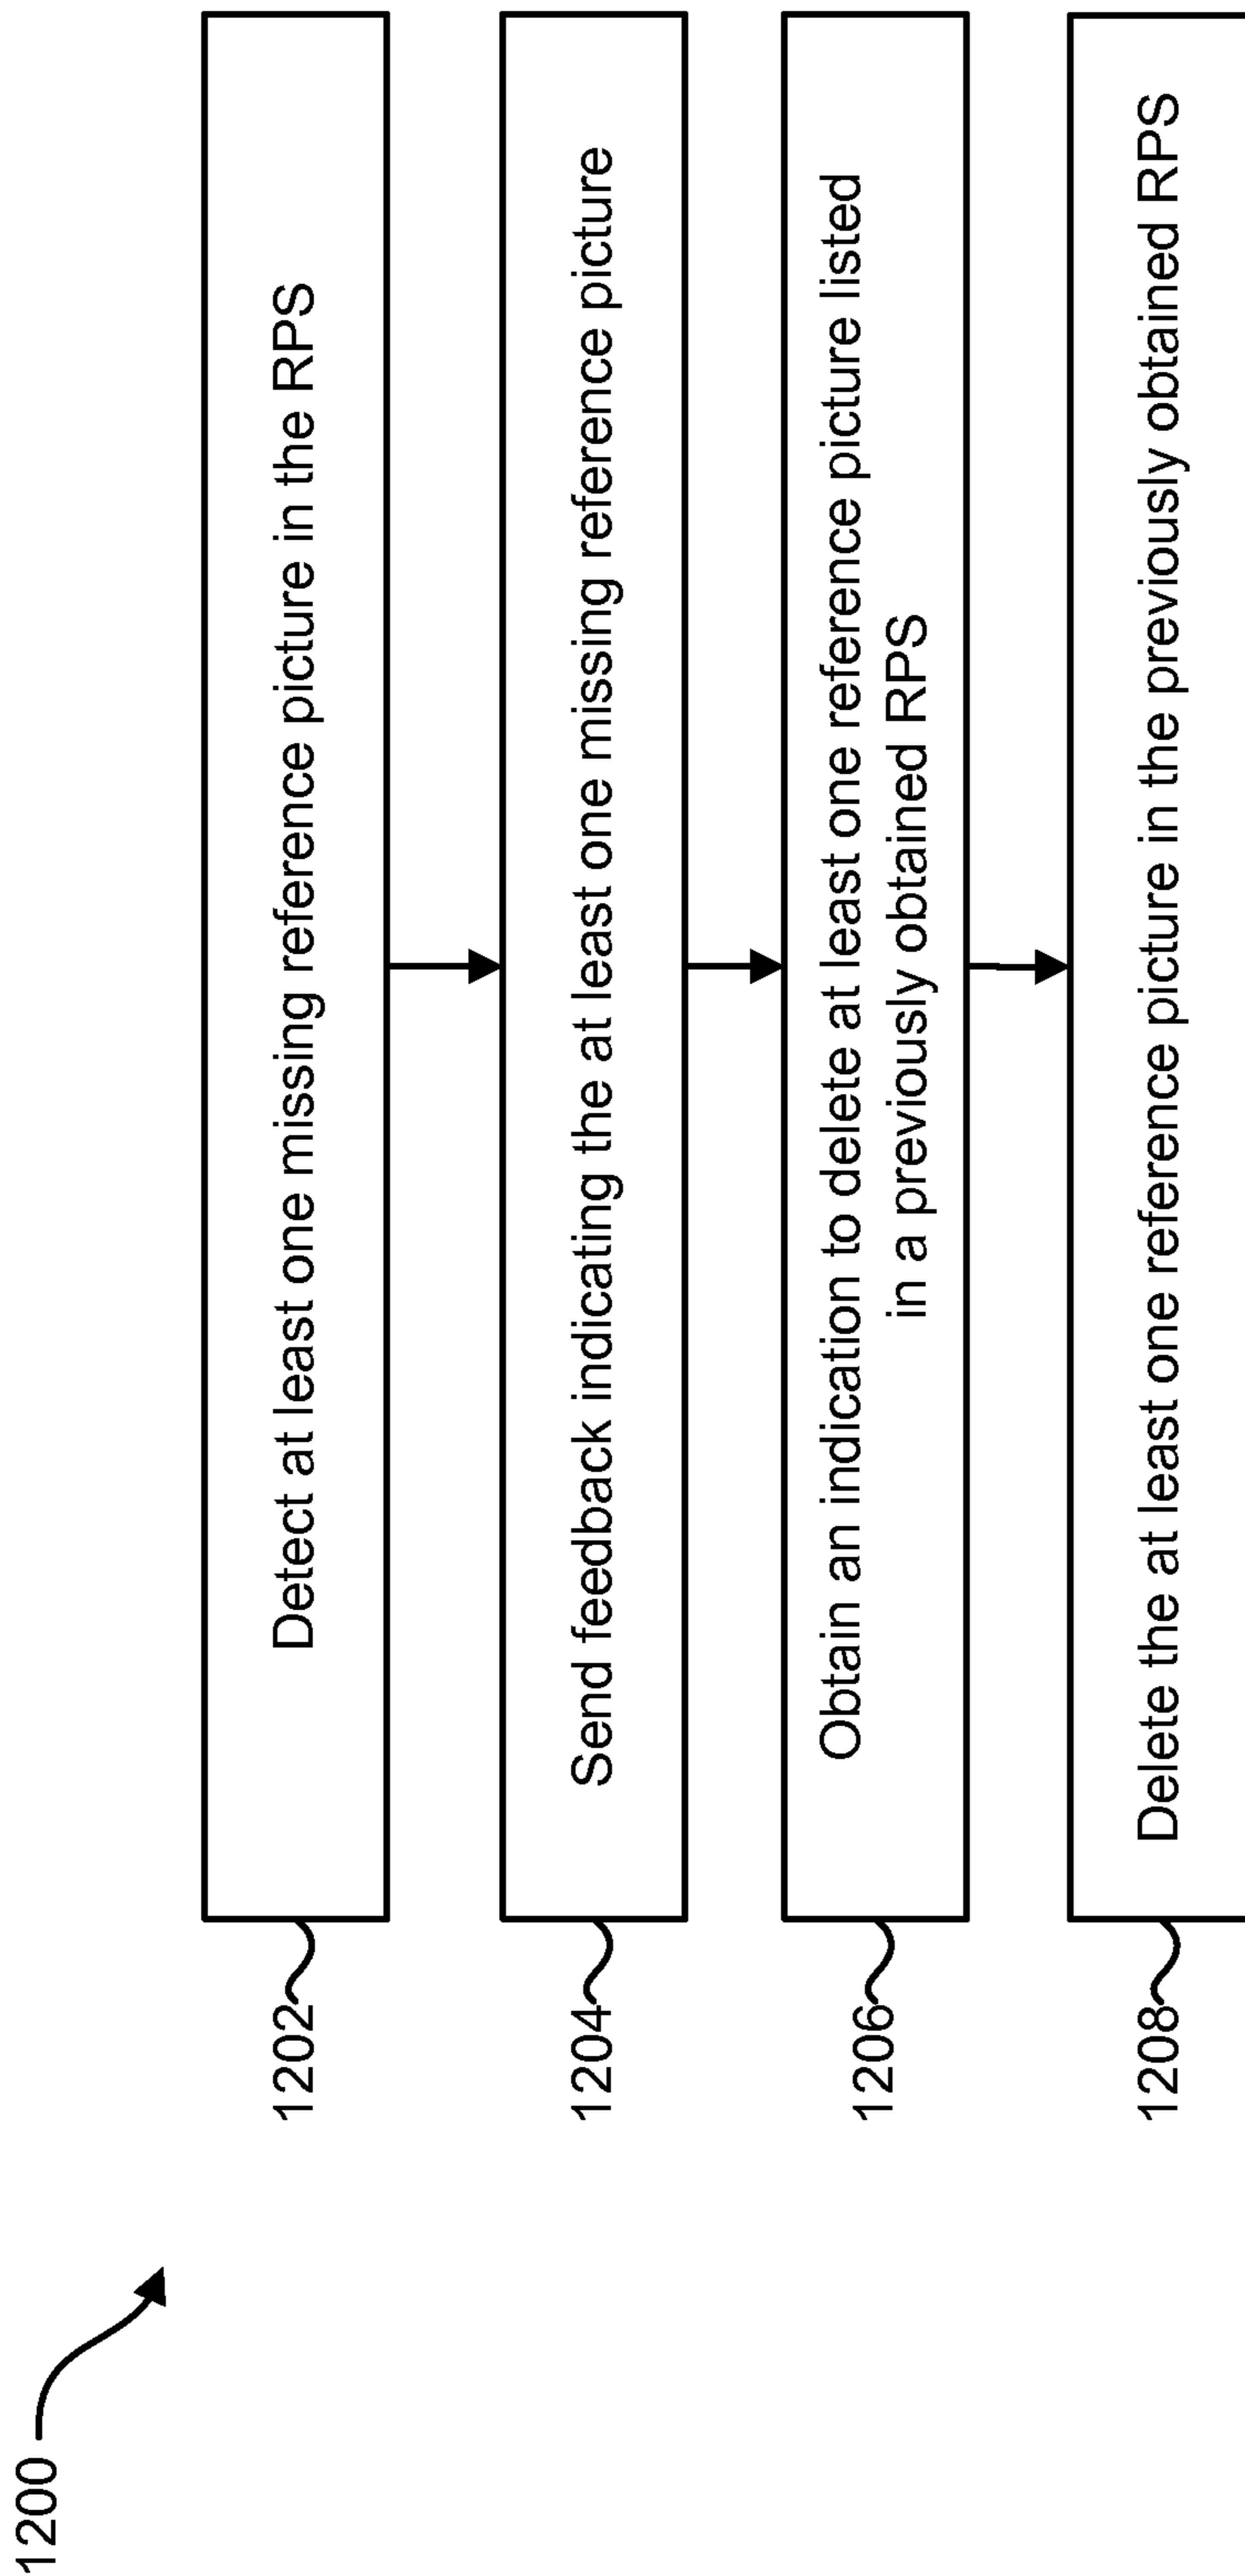 1200
1202
Detect at least one missing reference picture in the RPS
1204
Send feedback indicating the at least one missing reference picture
1206
Obtain an indication to delete at least one reference picture listed
in a previously obtained RPS
1208
Delete the at least one reference picture in the previously obtained RPS